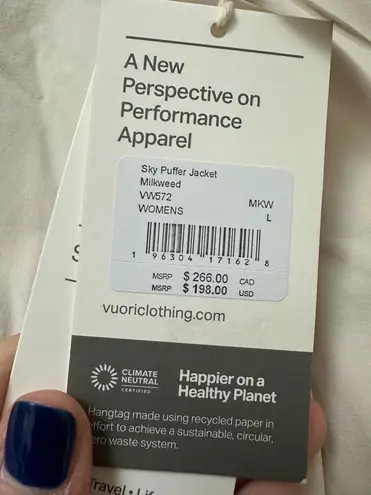 A New
Perspective on
Performance
Apparel
Sky Puffer Jacket
Milkweed
VW572 MKW
WOMENS L
1 96304 17162 8
MSRP $ 266.00 CAD
MSRP $ 198.00 USD
vuoriclothing.com
CLIMATE
NEUTRAL
CERTIFIED
Happier on a
Healthy Planet
Hangtag made using recycled paper in
effort to achieve a sustainable, circular,
zero waste system.
Travel •